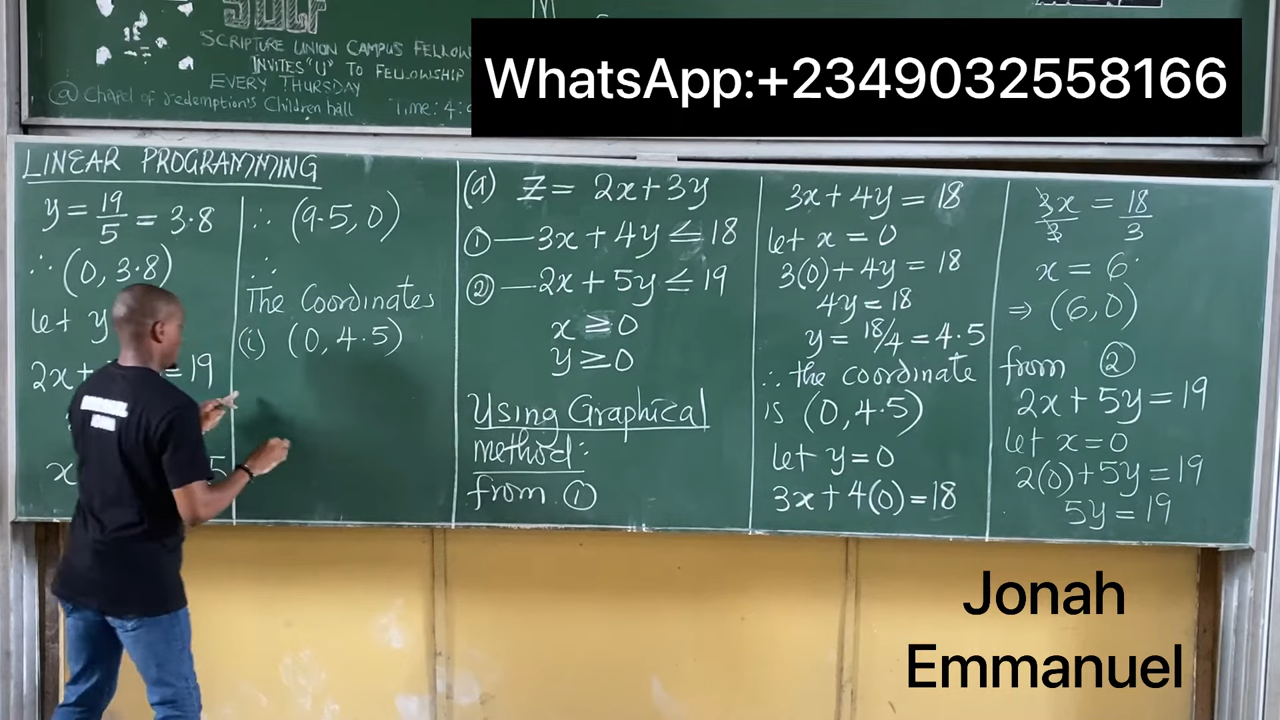 SULF
SCRIPTURE UNION CAMPUS FELLOW
INVITES "U" TO FELLOWSHIP
EVERY THURSDAY
@ Chapel of redemption's Children hall Time: 4:
WhatsApp:+2349032558166
LINEAR PROGRAMMING
y = 19/5 = 3.8
∴ (0, 3.8)
let y
2x+ = 19
x 5
∴ (9.5, 0)
∴
The Coordinates
(i) (0, 4.5)
(a) Z = 2x+3y
① — 3x + 4y ≤ 18
② — 2x + 5y ≤ 19
x ≥ 0
y ≥ 0
Using Graphical
method:
from ①
3x + 4y = 18
let x = 0
3(0) + 4y = 18
4y = 18
y = 18/4 = 4.5
∴ the coordinate
is (0, 4.5)
let y = 0
3x + 4(0) = 18
3x/3 = 18/3
x = 6
⇒ (6, 0)
from ②
2x + 5y = 19
let x = 0
2(0) + 5y = 19
5y = 19
Jonah
Emmanuel